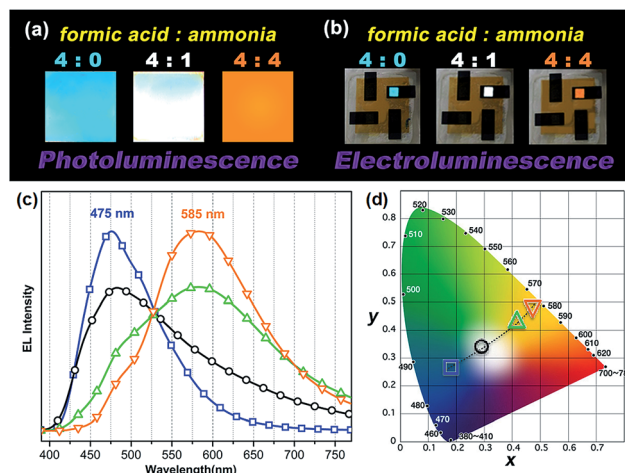 (a)
formic acid : ammonia
4 : 0 4 : 1 4 : 4
Photoluminescence
(b)
formic acid : ammonia
4 : 0 4 : 1 4 : 4
Electroluminescence
(c)
475 nm 585 nm
EL Intensity
400 450 500 550 600 650 700 750
Wavelength(nm)
(d)
y
0.8
0.7
0.6
0.5
0.4
0.3
0.2
0.1
0
0 0.1 0.2 0.3 0.4 0.5 0.6 0.7 0.8
x
520
530
540
510
550
560
570
500
580
590
600
610
620
490
700~78
480
470
460
380~410